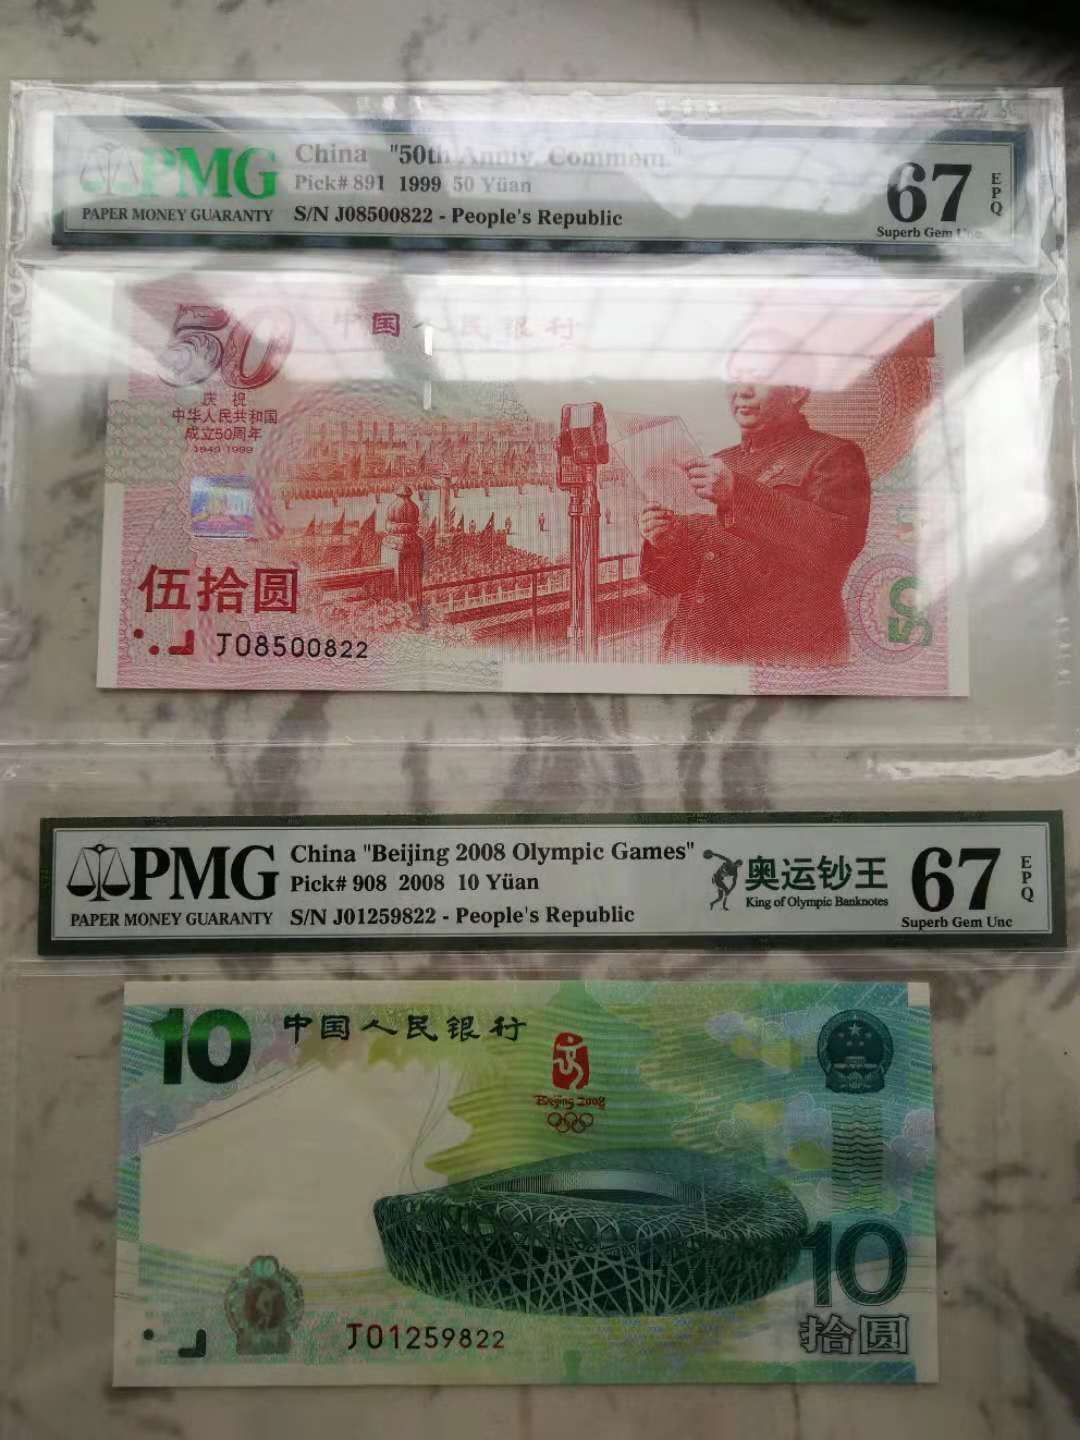 PMG
PAPER MONEY GUARANTY
China "50th Anniv. Commem."
Pick# 891 1999 50 Yüan
S/N J08500822 - People's Republic
67
EPQ
Superb Gem Unc
50
中国人民银行
庆祝
中华人民共和国
成立50周年
1949-1999
伍拾圆
J08500822
50
PMG
PAPER MONEY GUARANTY
China "Beijing 2008 Olympic Games"
Pick# 908 2008 10 Yüan
S/N J01259822 - People's Republic
奥运钞王
King of Olympic Banknotes
67
EPQ
Superb Gem Unc
10
中国人民银行
Beijing 2008
10
拾圆
J01259822